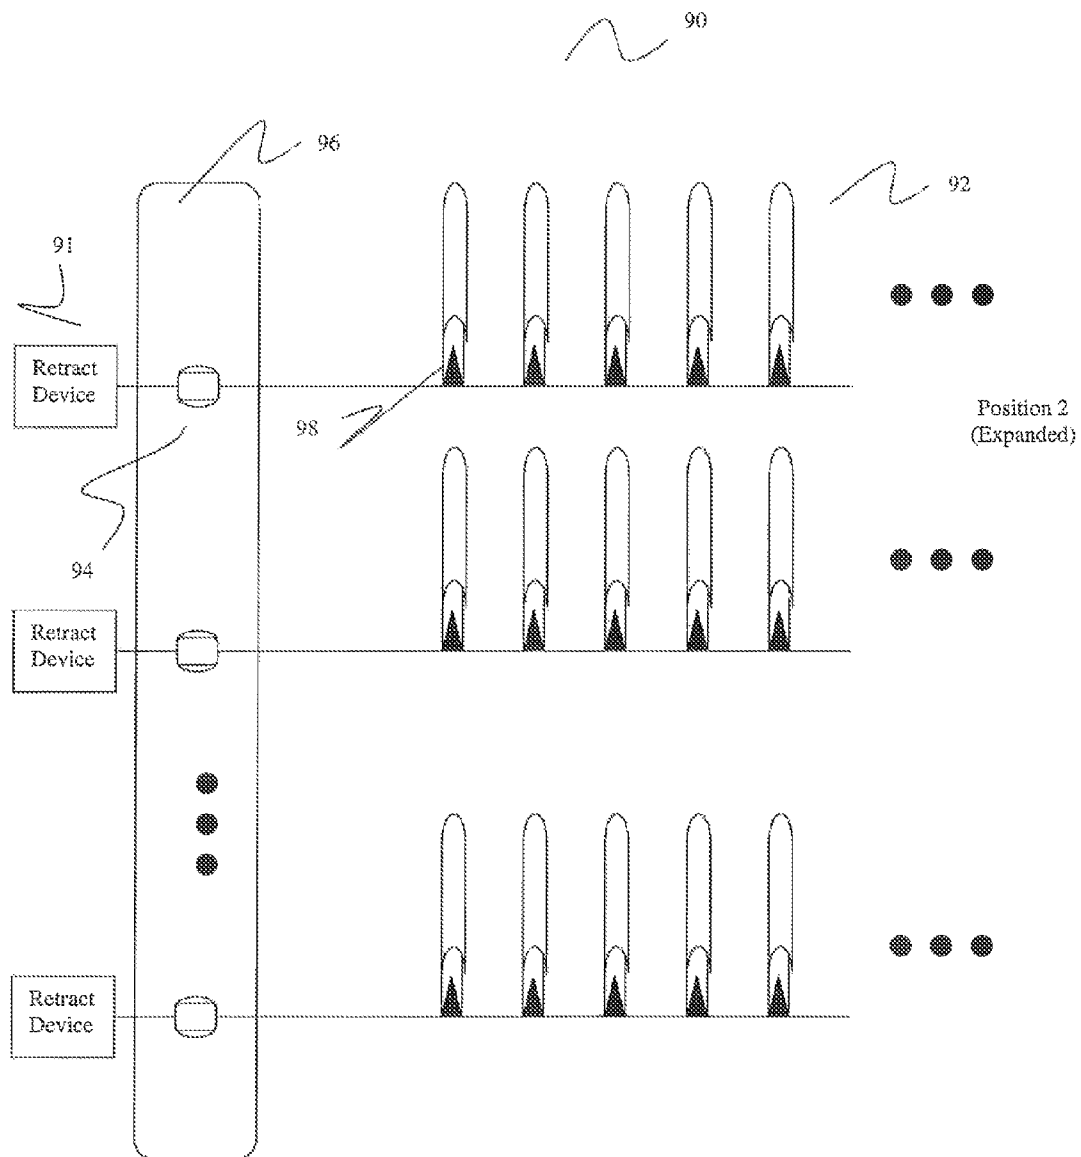 90
96
92
91
Retract
Device
98
Position 2
(Expanded)
94
Retract
Device
Retract
Device